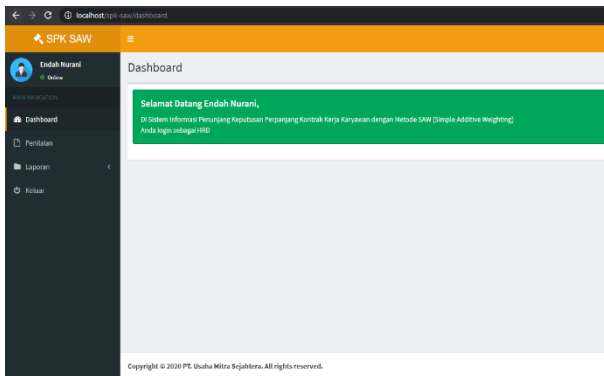 localhost/spk-saw/dashboard
SPK SAW
Endah Nurani
Online
MAIN NAVIGATION
Dashboard
Penilaian
Laporan
Keluar
Dashboard
Selamat Datang Endah Nurani,
Di Sistem Informasi Penunjang Keputusan Perpanjang Kontrak Kerja Karyawan dengan Metode SAW (Simple Additive Weighting)
Anda login sebagai HRD
Copyright © 2020 PT. Usaha Mitra Sejahtera. All rights reserved.